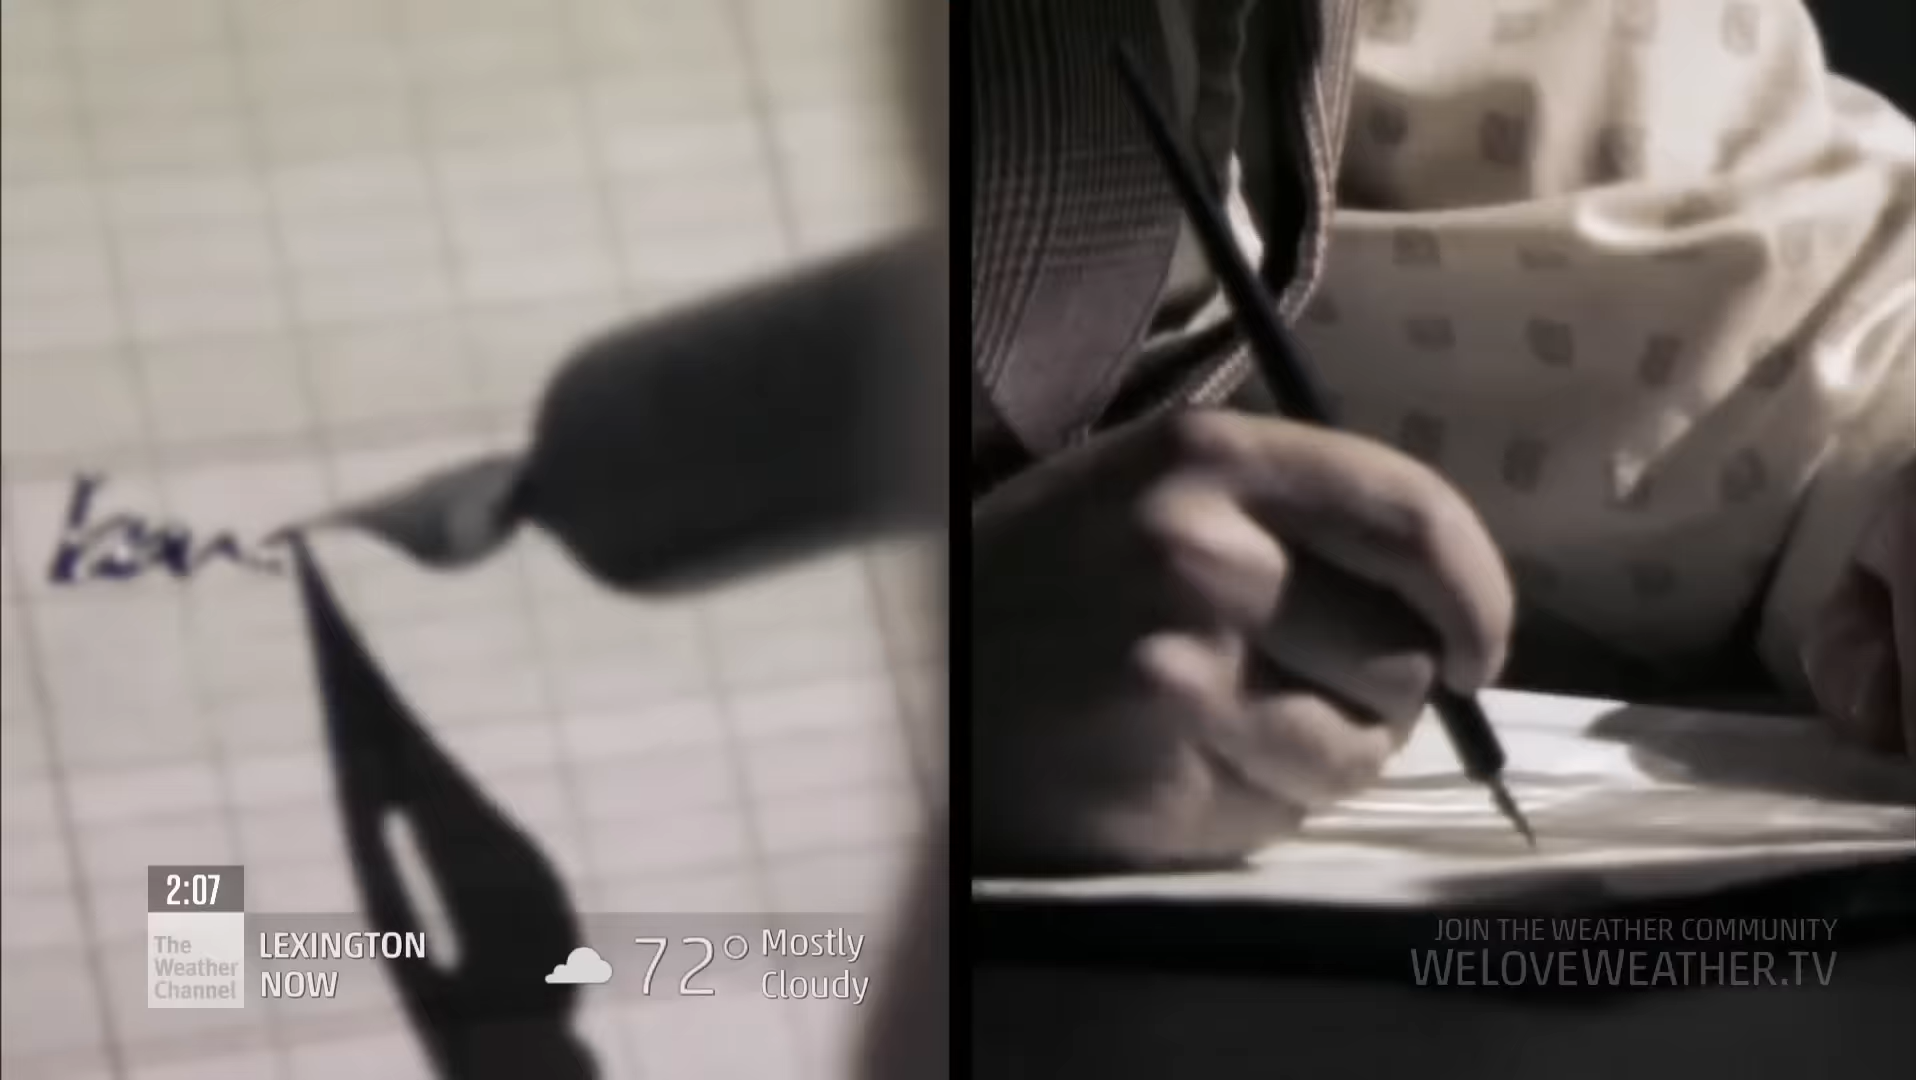 2:07
The
Weather
Channel
LEXINGTON
NOW
72° Mostly
Cloudy
JOIN THE WEATHER COMMUNITY
WELOVEWEATHER.TV